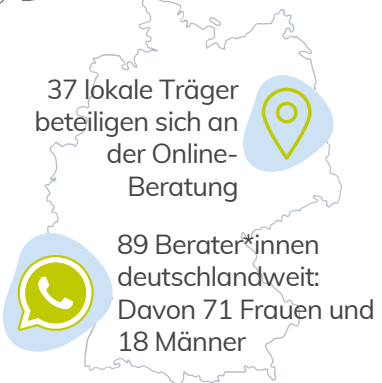 37 lokale Träger
beteiligen sich an
der Online-
Beratung
89 Berater*innen
deutschlandweit:
Davon 71 Frauen und
18 Männer